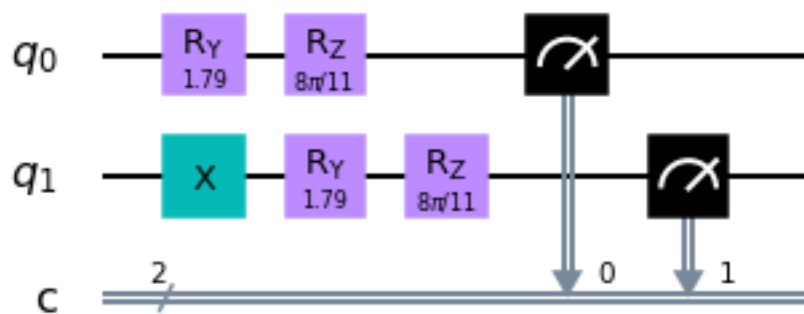 q0 RY 1.79 RZ 8π/11
q1 X RY 1.79 RZ 8π/11
c 2 0 1